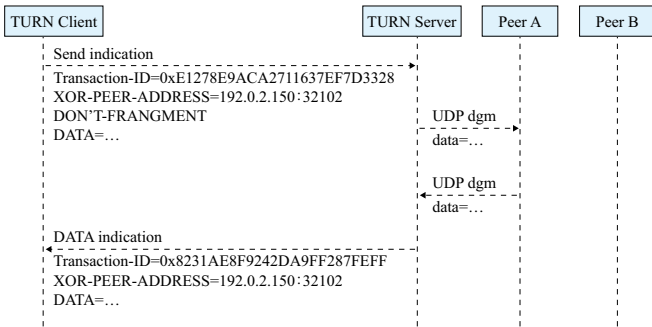 TURN Client
TURN Server
Peer A
Peer B
Send indication
Transaction-ID=0xE1278E9ACA2711637EF7D3328
XOR-PEER-ADDRESS=192.0.2.150:32102
DON’T-FRANGMENT
DATA=…
UDP dgm
data=…
UDP dgm
data=…
DATA indication
Transaction-ID=0x8231AE8F9242DA9FF287FEFF
XOR-PEER-ADDRESS=192.0.2.150:32102
DATA=…